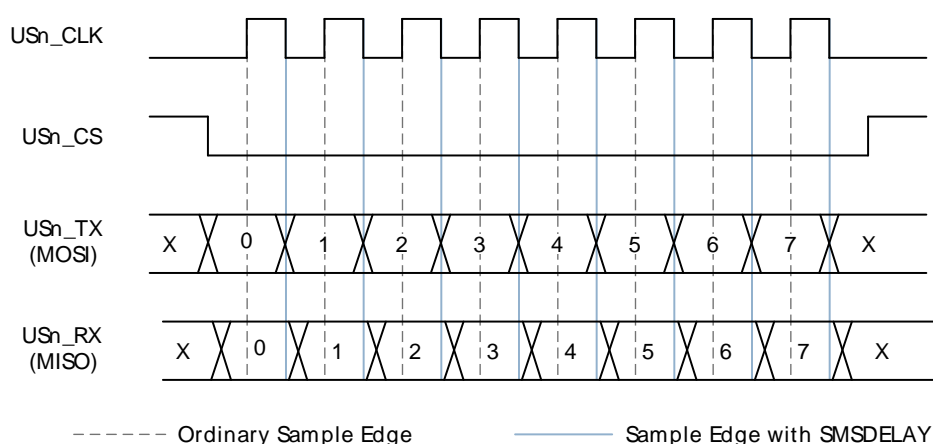 USn_CLK
USn_CS
USn_TX
(MOSI)
X 0 1 2 3 4 5 6 7 X
USn_RX
(MISO)
X 0 1 2 3 4 5 6 7 X
Ordinary Sample Edge
Sample Edge with SMSDELAY